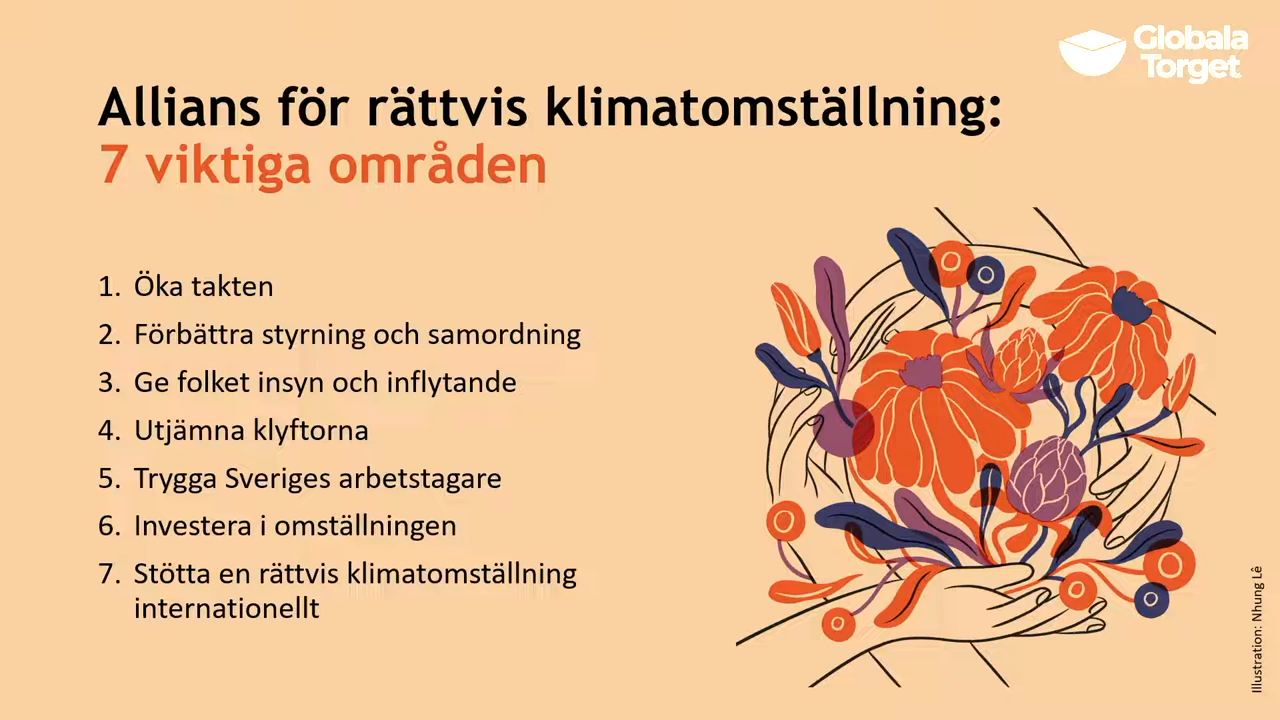 Globala
Torget
Allians för rättvis klimatomställning:
7 viktiga områden
1. Öka takten
2. Förbättra styrning och samordning
3. Ge folket insyn och inflytande
4. Utjämna klyftorna
5. Trygga Sveriges arbetstagare
6. Investera i omställningen
7. Stötta en rättvis klimatomställning
internationellt
Illustration: Nhung Lê